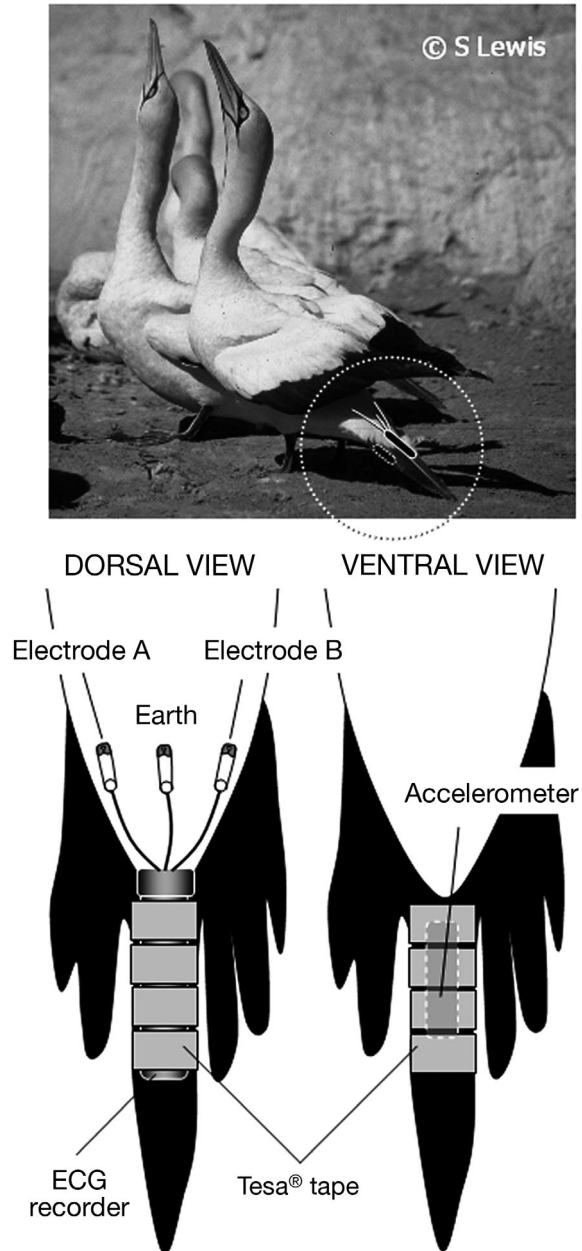 © S Lewis
DORSAL VIEW
VENTRAL VIEW
Electrode A
Electrode B
Earth
Accelerometer
ECG
recorder
Tesa® tape